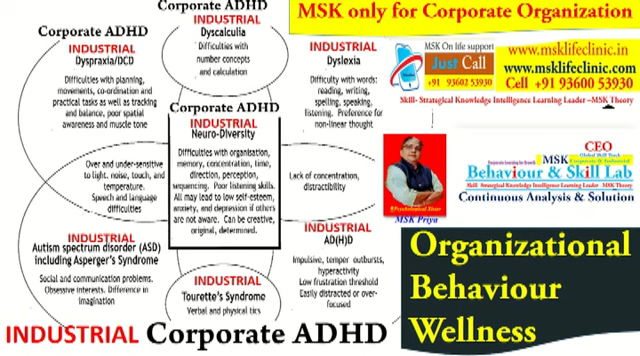 Corporate ADHD
INDUSTRIAL
Dyscalculia
Difficulties with
number concepts
and calculation
Corporate ADHD
INDUSTRIAL
Dyspraxia/DCD
Difficulties with planning,
movements, co-ordination and
practical tasks as well as tracking
and balance, poor spatial
awareness and muscle tone
INDUSTRIAL
Dyslexia
Difficulty with words:
reading, writing,
spelling, speaking,
listening. Preference for
non-linear thought
Corporate ADHD
INDUSTRIAL
Neuro-Diversity
Difficulties with organisation,
memory, concentration, time,
direction, perception,
sequencing. Poor listening skills.
All may lead to low self-esteem,
anxiety, and depression if others
are not aware. Can be creative,
original, determined.
Over and under-sensitive
to light, noise, touch, and
temperature.
Speech and language
difficulties
Lack of concentration,
distractibility
INDUSTRIAL
Autism spectrum disorder (ASD)
including Asperger's Syndrome
Social and communication problems.
Obsessive interests. Difference in
imagination
INDUSTRIAL
Tourette's Syndrome
Verbal and physical tics
INDUSTRIAL
AD(H)D
Impulsive, temper outbursts,
hyperactivity
Low frustration threshold
Easily distracted or over-
focused
INDUSTRIAL Corporate ADHD
MSK only for Corporate Organization
MSK On life support
Just Call
+91 93602 53930
www.msklifeclinic.in
www.msklifeclinic.com
Cell +91 93600 53930
Skill- Strategical Knowledge Intelligence Learning Leader -MSK Theory
MSK Priya
CEO
MSK
Behaviour & Skill Lab
Skill Strategical Knowledge Intelligence Learning Leader MSK Theory
Continuous Analysis & Solution
Organizational
Behaviour
Wellness